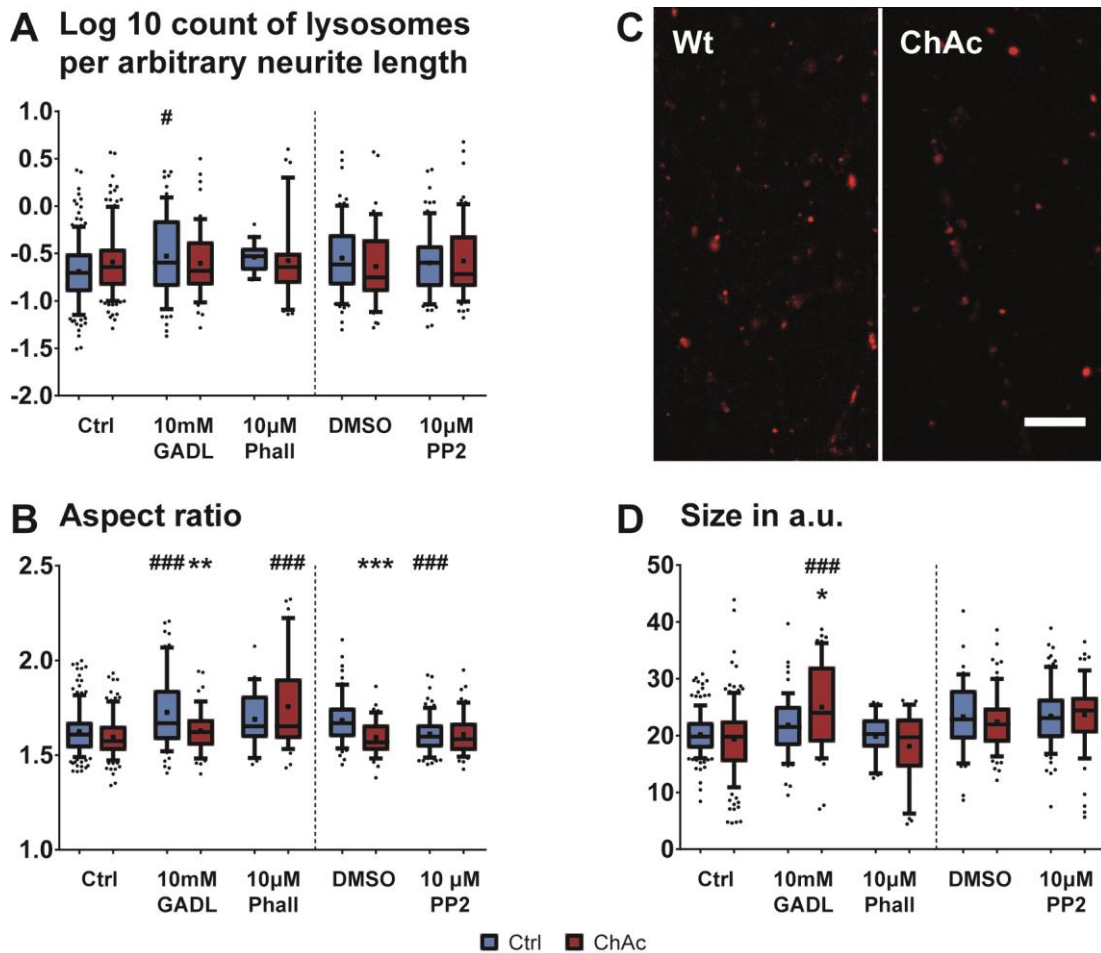 A Log 10 count of lysosomes
per arbitrary neurite length
1.0
0.5
0.0
-0.5
-1.0
-1.5
-2.0
#
Ctrl 10mM 10µM DMSO 10µM
GADL Phall PP2
C Wt ChAc
B Aspect ratio
2.5
2.0
1.5
1.0
### ** ### *** ###
Ctrl 10mM 10µM DMSO 10 µM
GADL Phall PP2
D Size in a.u.
50
40
30
20
10
0
###
*
Ctrl 10mM 10µM DMSO 10µM
GADL Phall PP2
Ctrl ChAc